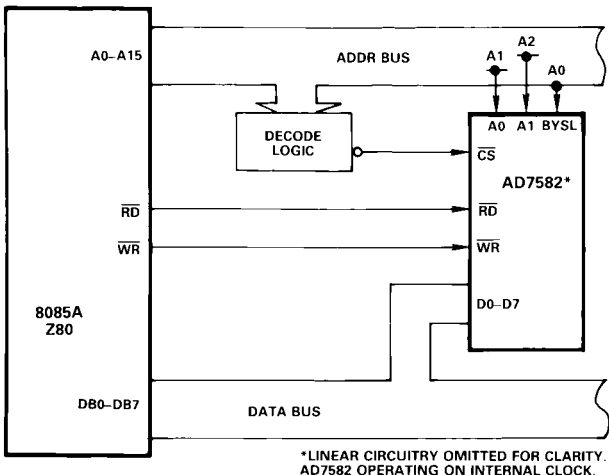 A0–A15
ADDR BUS
A1
A2
A0
DECODE
LOGIC
A0 A1 BYSL
CS
AD7582*
RD
RD
WR
WR
8085A
Z80
D0–D7
DB0–DB7
DATA BUS
*LINEAR CIRCUITRY OMITTED FOR CLARITY.
AD7582 OPERATING ON INTERNAL CLOCK.